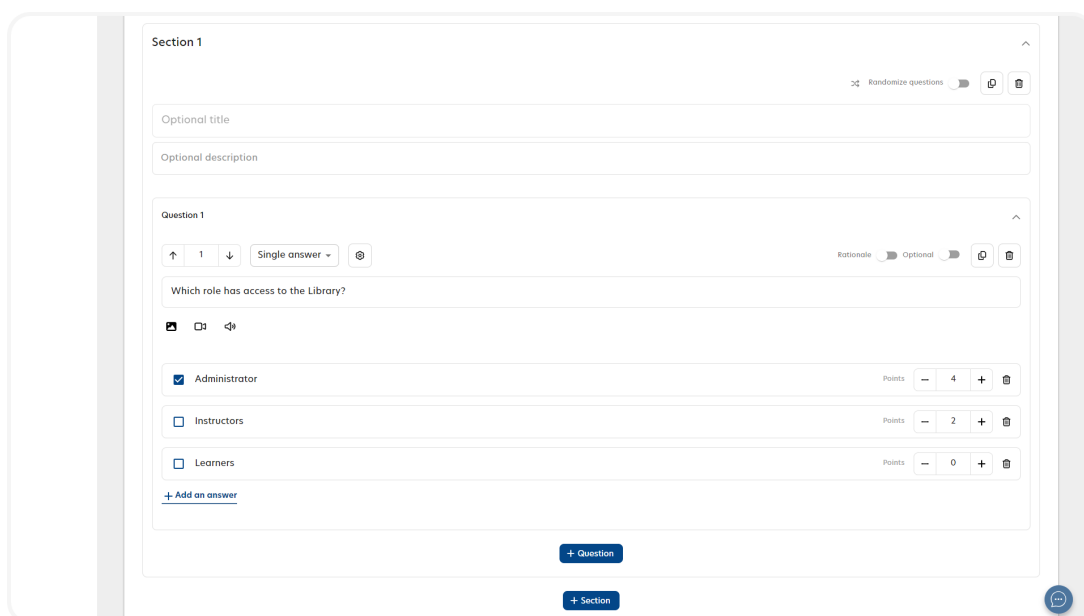 Section 1
Randomize questions
Optional title
Optional description
Question 1
1 Single answer Rationale Optional
Which role has access to the Library?
Administrator Points − 4 +
Instructors Points − 2 +
Learners Points − 0 +
+ Add an answer
+ Question
+ Section